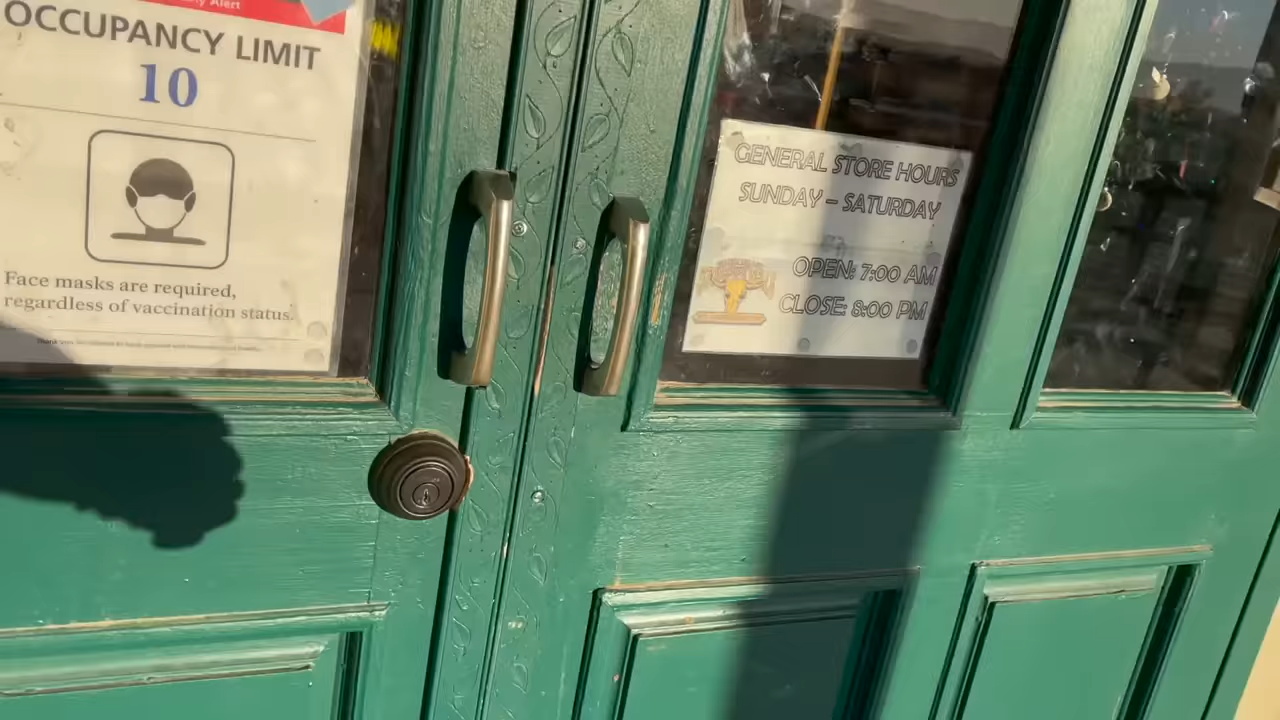 Alert
OCCUPANCY LIMIT
10
Face masks are required,
regardless of vaccination status.
GENERAL STORE HOURS
SUNDAY – SATURDAY
OPEN: 7:00 AM
CLOSE: 8:00 PM